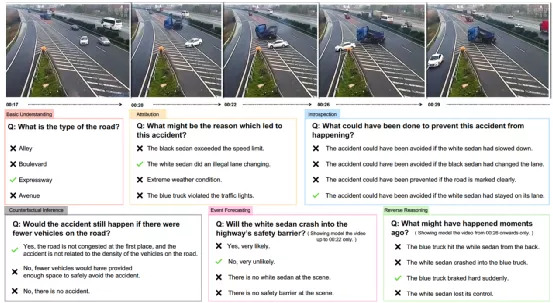 00:17
00:20
00:22
00:26
00:29
Basic Understanding
Q: What is the type of the road?
Alley
Boulevard
Expressway
Avenue
Attribution
Q: What might be the reason which led to
this accident?
The black sedan exceeded the speed limit.
The white sedan did an illegal lane changing.
Extreme weather condition.
The blue truck violated the traffic lights.
Introspection
Q: What could have been done to prevent this accident from
happening?
The accident could have been avoided if the white sedan had slowed down.
The accident could have been avoided if the black sedan had changed the lane.
The accident could have been prevented if the road is marked clearly.
The accident could have been avoided if the white sedan had stayed on its lane.
Counterfactual Inference
Q: Would the accident still happen if there were
fewer vehicles on the road?
Yes, the road is not congested at the first place, and the
accident is not related to the density of the vehicles on the road.
No, fewer vehicles would have provided
enough space to safely avoid the accident.
No, there is no accident.
Event Forecasting
Q: Will the white sedan crash into the
highway's safety barrier? ( Showing model the video
up to 00:22 only. )
Yes, very likely.
No, very unlikely.
There is no white sedan at the scene.
There is no safety barrier at the scene.
Reverse Reasoning
Q: What might have happened moments
ago? ( Showing model the video from 00:26 onwards only. )
The blue truck hit the white sedan from the back.
The white sedan crashed into the blue truck.
The blue truck braked hard suddenly.
The white sedan lost its control.